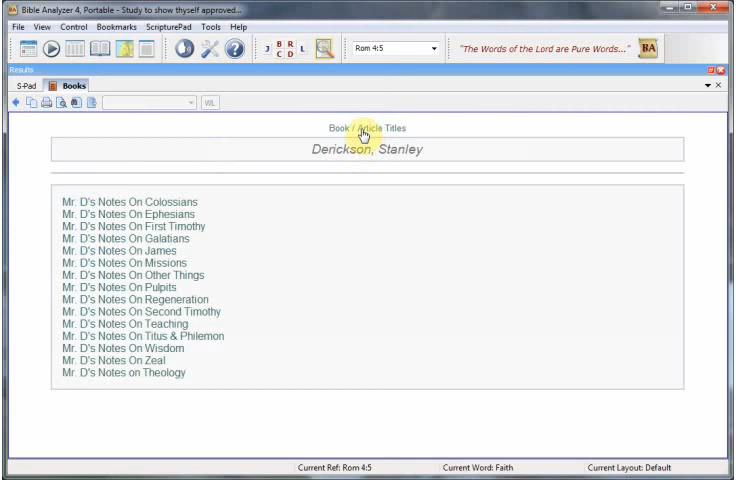 Bible Analyzer 4, Portable - Study to show thyself approved...
File View Control Bookmarks ScripturePad Tools Help
J B R C D L Rom 4:5 "The Words of the Lord are Pure Words..." BA
Results
S-Pad Books
WL
Book / Article Titles
Derickson, Stanley
Mr. D's Notes On Colossians
Mr. D's Notes On Ephesians
Mr. D's Notes On First Timothy
Mr. D's Notes On Galatians
Mr. D's Notes On James
Mr. D's Notes On Missions
Mr. D's Notes On Other Things
Mr. D's Notes On Pulpits
Mr. D's Notes On Regeneration
Mr. D's Notes On Second Timothy
Mr. D's Notes On Teaching
Mr. D's Notes On Titus & Philemon
Mr. D's Notes On Wisdom
Mr. D's Notes On Zeal
Mr. D's Notes on Theology
Current Ref: Rom 4:5 Current Word: Faith Current Layout: Default